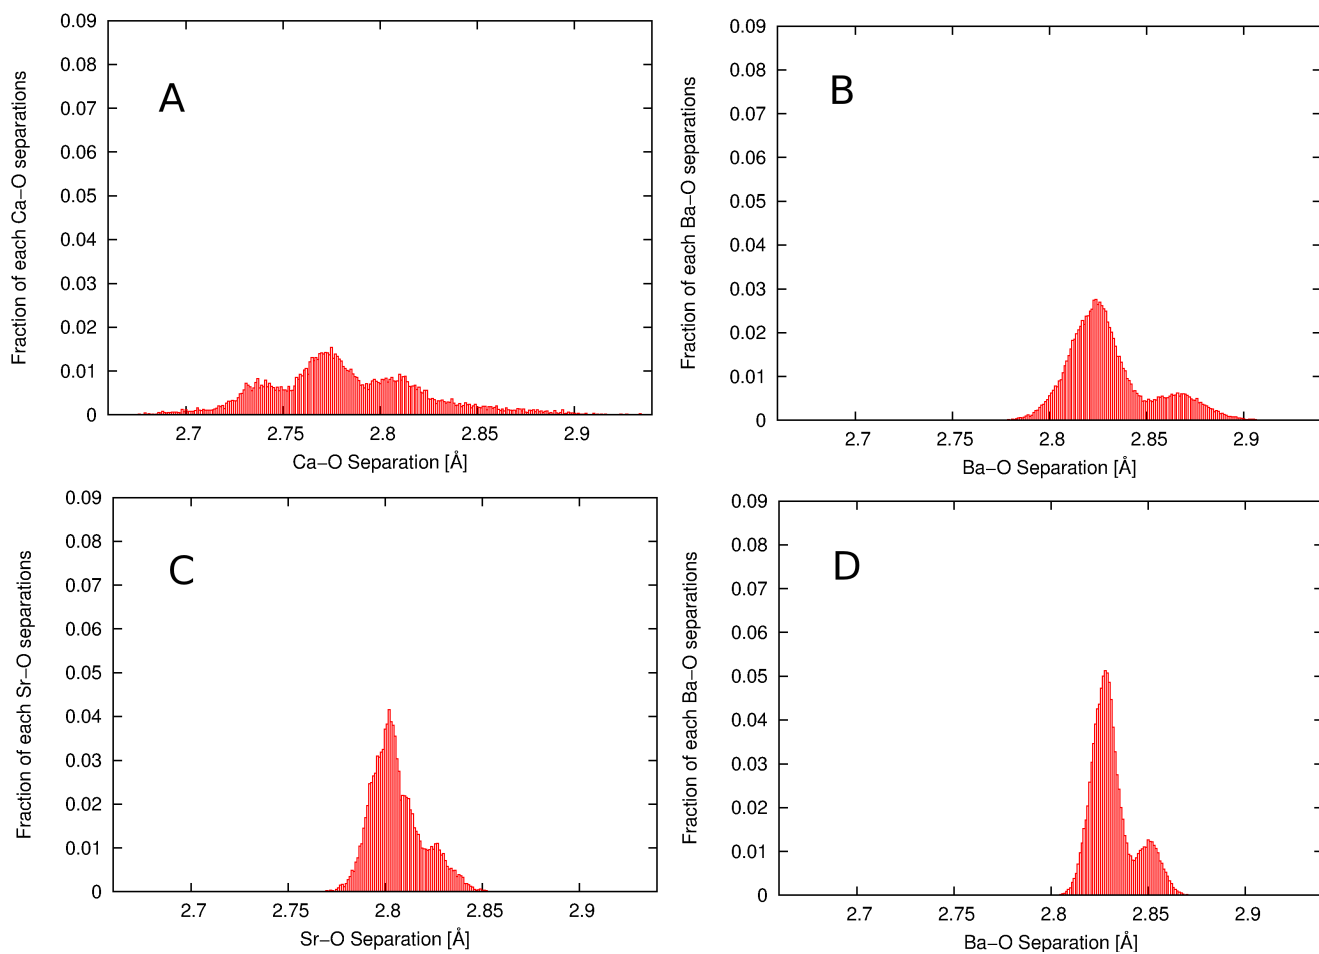 A
Fraction of each Ca−O separations
0.09
0.08
0.07
0.06
0.05
0.04
0.03
0.02
0.01
0
2.7 2.75 2.8 2.85 2.9
Ca−O Separation [Å]
B
Fraction of each Ba−O separations
0.09
0.08
0.07
0.06
0.05
0.04
0.03
0.02
0.01
0
2.7 2.75 2.8 2.85 2.9
Ba−O Separation [Å]
C
Fraction of each Sr−O separations
0.09
0.08
0.07
0.06
0.05
0.04
0.03
0.02
0.01
0
2.7 2.75 2.8 2.85 2.9
Sr−O Separation [Å]
D
Fraction of each Ba−O separations
0.09
0.08
0.07
0.06
0.05
0.04
0.03
0.02
0.01
0
2.7 2.75 2.8 2.85 2.9
Ba−O Separation [Å]